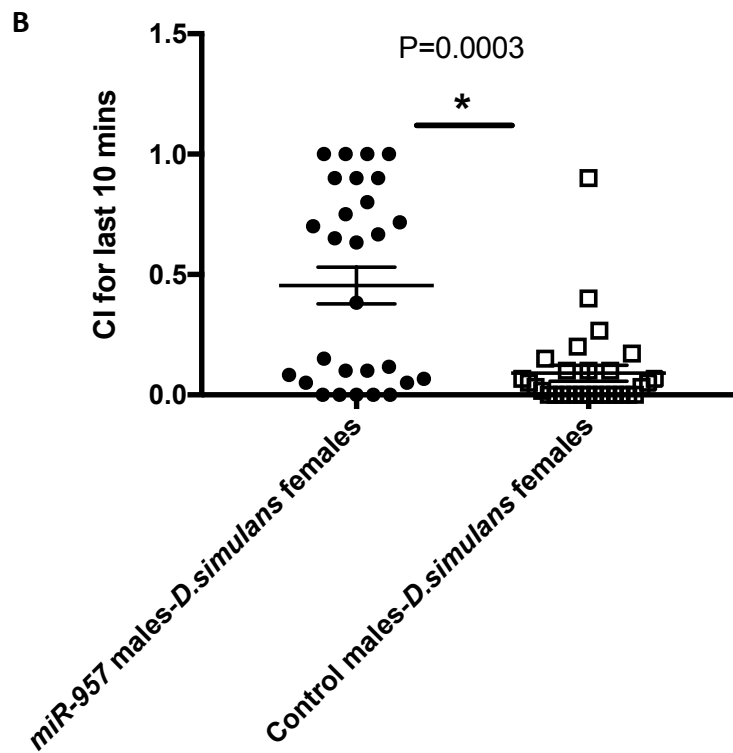 B
P=0.0003
*
CI for last 10 mins
1.5
1.0
0.5
0.0
miR-957 males-D.simulans females
Control males-D.simulans females